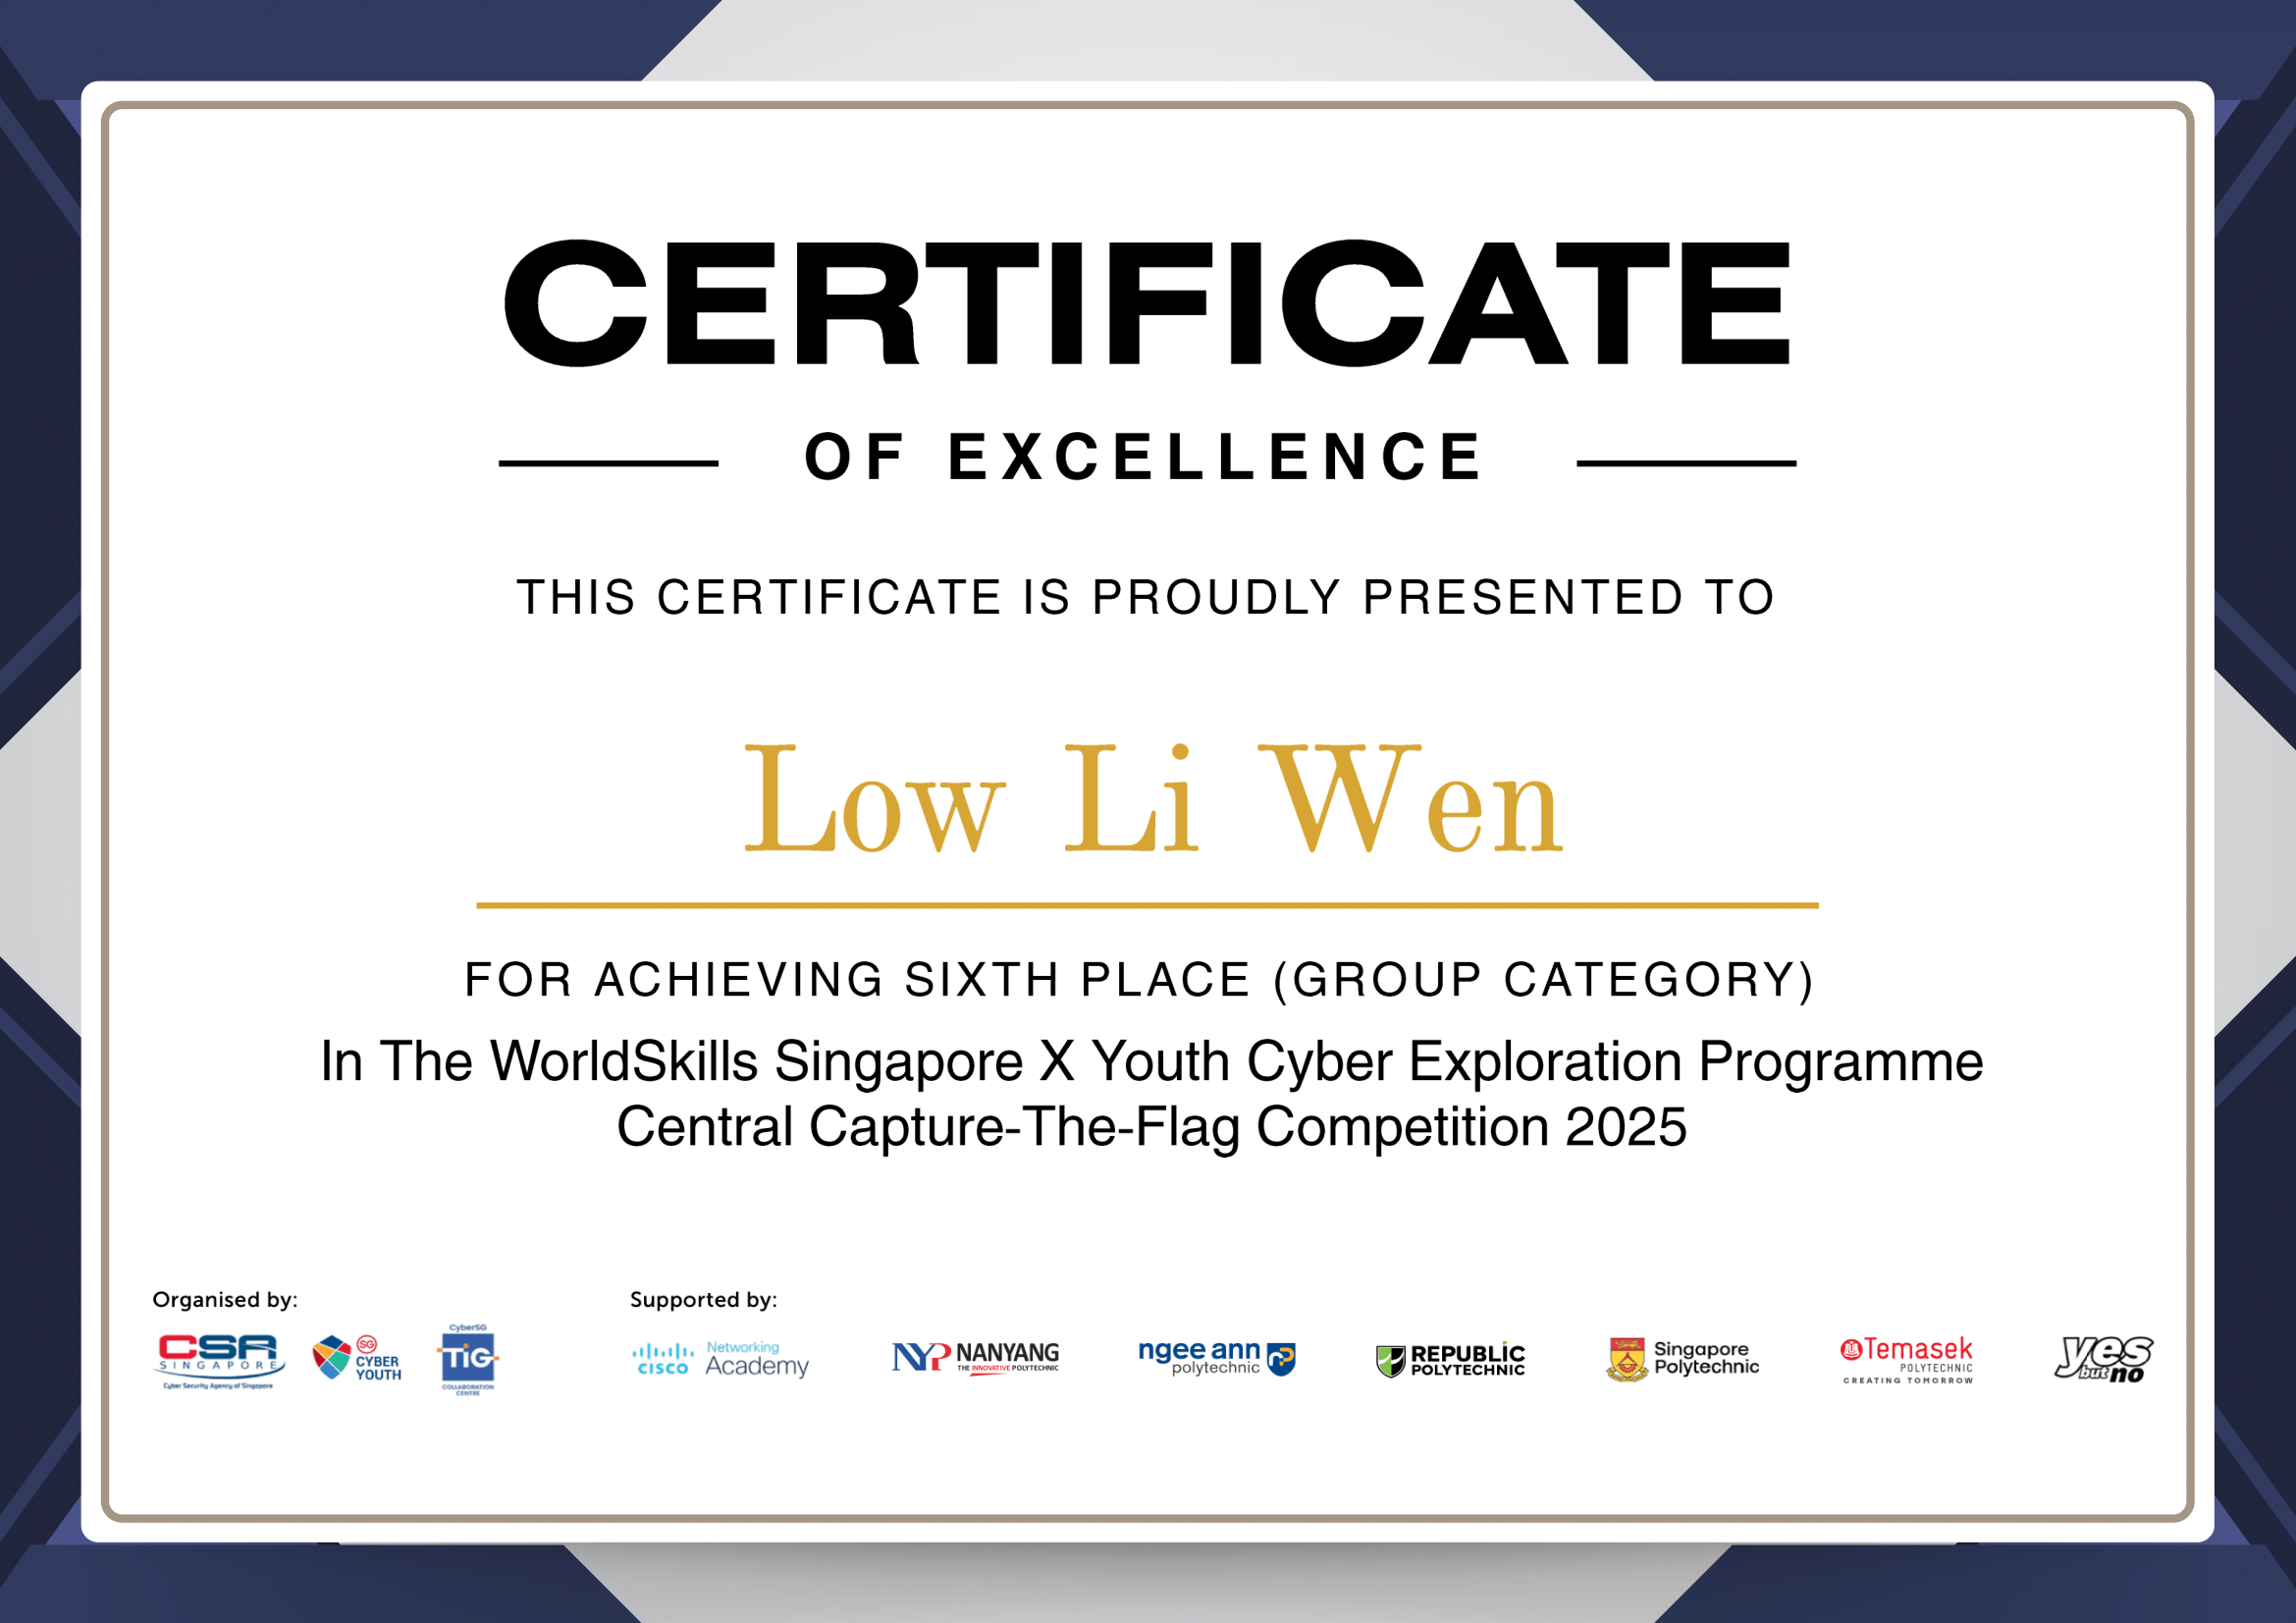 CERTIFICATE
OF EXCELLENCE
THIS CERTIFICATE IS PROUDLY PRESENTED TO
Low Li Wen
FOR ACHIEVING SIXTH PLACE (GROUP CATEGORY)
In The WorldSkills Singapore X Youth Cyber Exploration Programme
Central Capture-The-Flag Competition 2025
Organised by:
CSA
SINGAPORE
Cyber Security Agency of Singapore
SG
CYBER
YOUTH
CyberSG
TiG
COLLABORATION
CENTRE
Supported by:
CISCO
Networking
Academy
NYP NANYANG
THE INNOVATIVE POLYTECHNIC
ngee ann
polytechnic
np
REPUBLIC
POLYTECHNIC
Singapore
Polytechnic
Temasek
POLYTECHNIC
CREATING TOMORROW
yes
but no